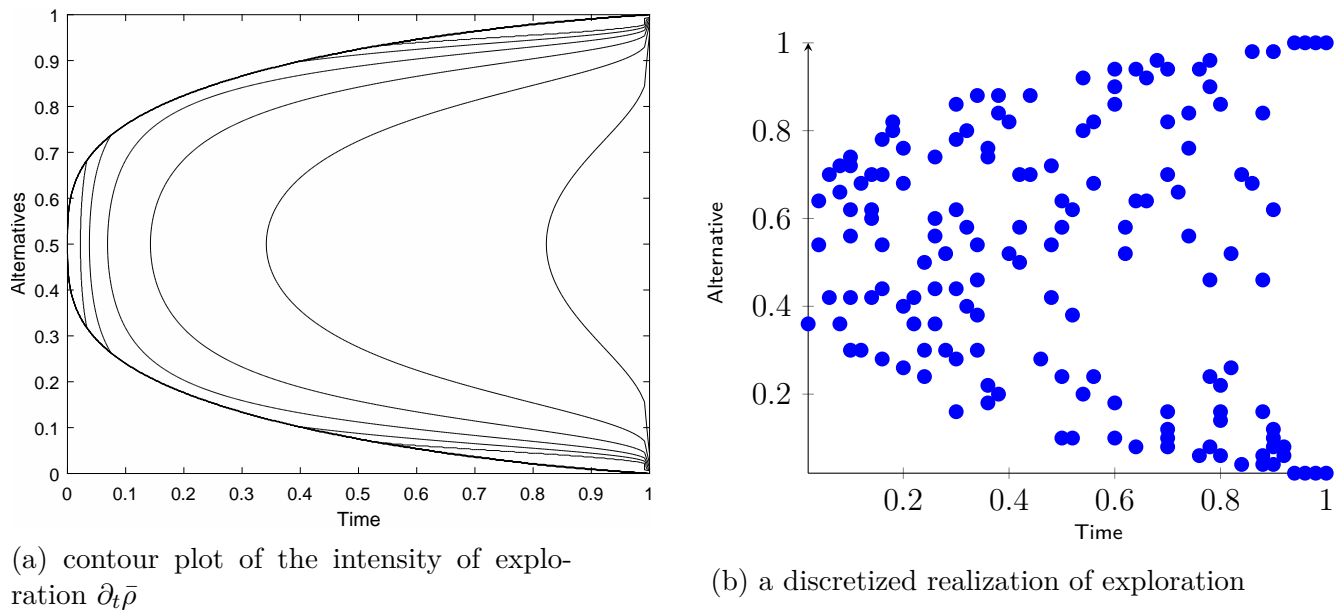 1
0.9
0.8
0.7
0.6
0.5
0.4
0.3
0.2
0.1
0
Alternatives
0 0.1 0.2 0.3 0.4 0.5 0.6 0.7 0.8 0.9 1
Time
(a) contour plot of the intensity of explo-
ration ∂ₜρ̄
1
0.8
0.6
0.4
0.2
Alternative
0.2 0.4 0.6 0.8 1
Time
(b) a discretized realization of exploration